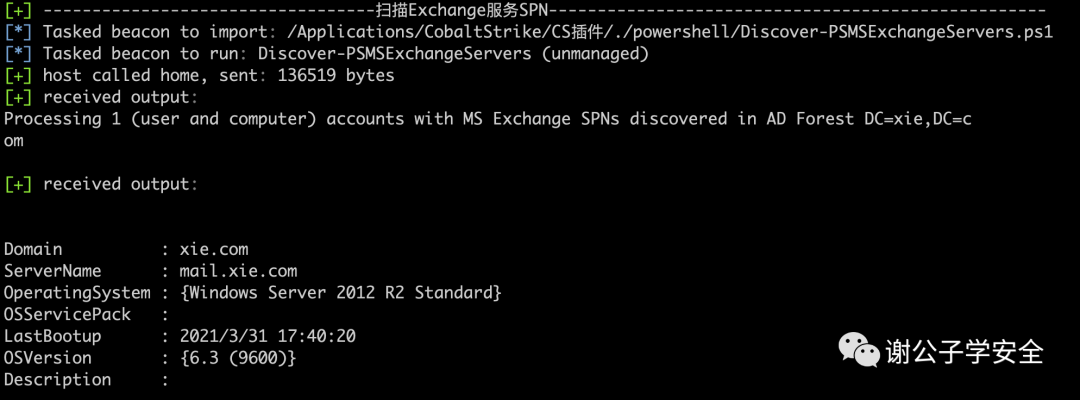 [+] ----------------------------------扫描Exchange服务SPN---------------------------------------------------
[*] Tasked beacon to import: /Applications/CobaltStrike/CS插件/./powershell/Discover-PSMSExchangeServers.ps1
[*] Tasked beacon to run: Discover-PSMSExchangeServers (unmanaged)
[+] host called home, sent: 136519 bytes
[+] received output:
Processing 1 (user and computer) accounts with MS Exchange SPNs discovered in AD Forest DC=xie,DC=c
om
[+] received output:
Domain          : xie.com
ServerName      : mail.xie.com
OperatingSystem : {Windows Server 2012 R2 Standard}
OSServicePack   :
LastBootup      : 2021/3/31 17:40:20
OSVersion       : {6.3 (9600)}
Description     :
谢公子学安全